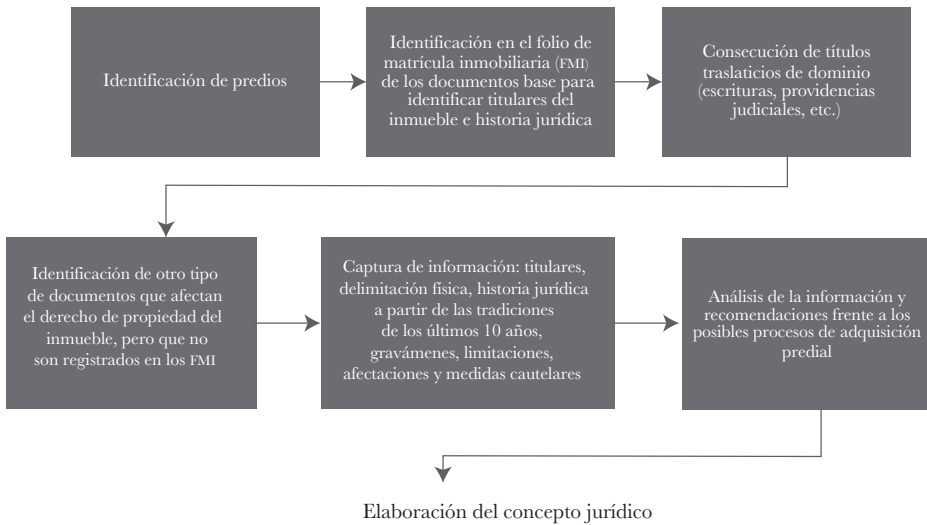 Identificación de predios
Identificación en el folio de
matrícula inmobiliaria (FMI)
de los documentos base para
identificar titulares del
inmueble e historia jurídica
Consecución de títulos
traslaticios de dominio
(escrituras, providencias
judiciales, etc.)
Identificación de otro tipo
de documentos que afectan
el derecho de propiedad del
inmueble, pero que no
son registrados en los FMI
Captura de información: titulares,
delimitación física, historia jurídica
a partir de las tradiciones
de los últimos 10 años,
gravámenes, limitaciones,
afectaciones y medidas cautelares
Análisis de la información y
recomendaciones frente a los
posibles procesos de adquisición
predial
Elaboración del concepto jurídico